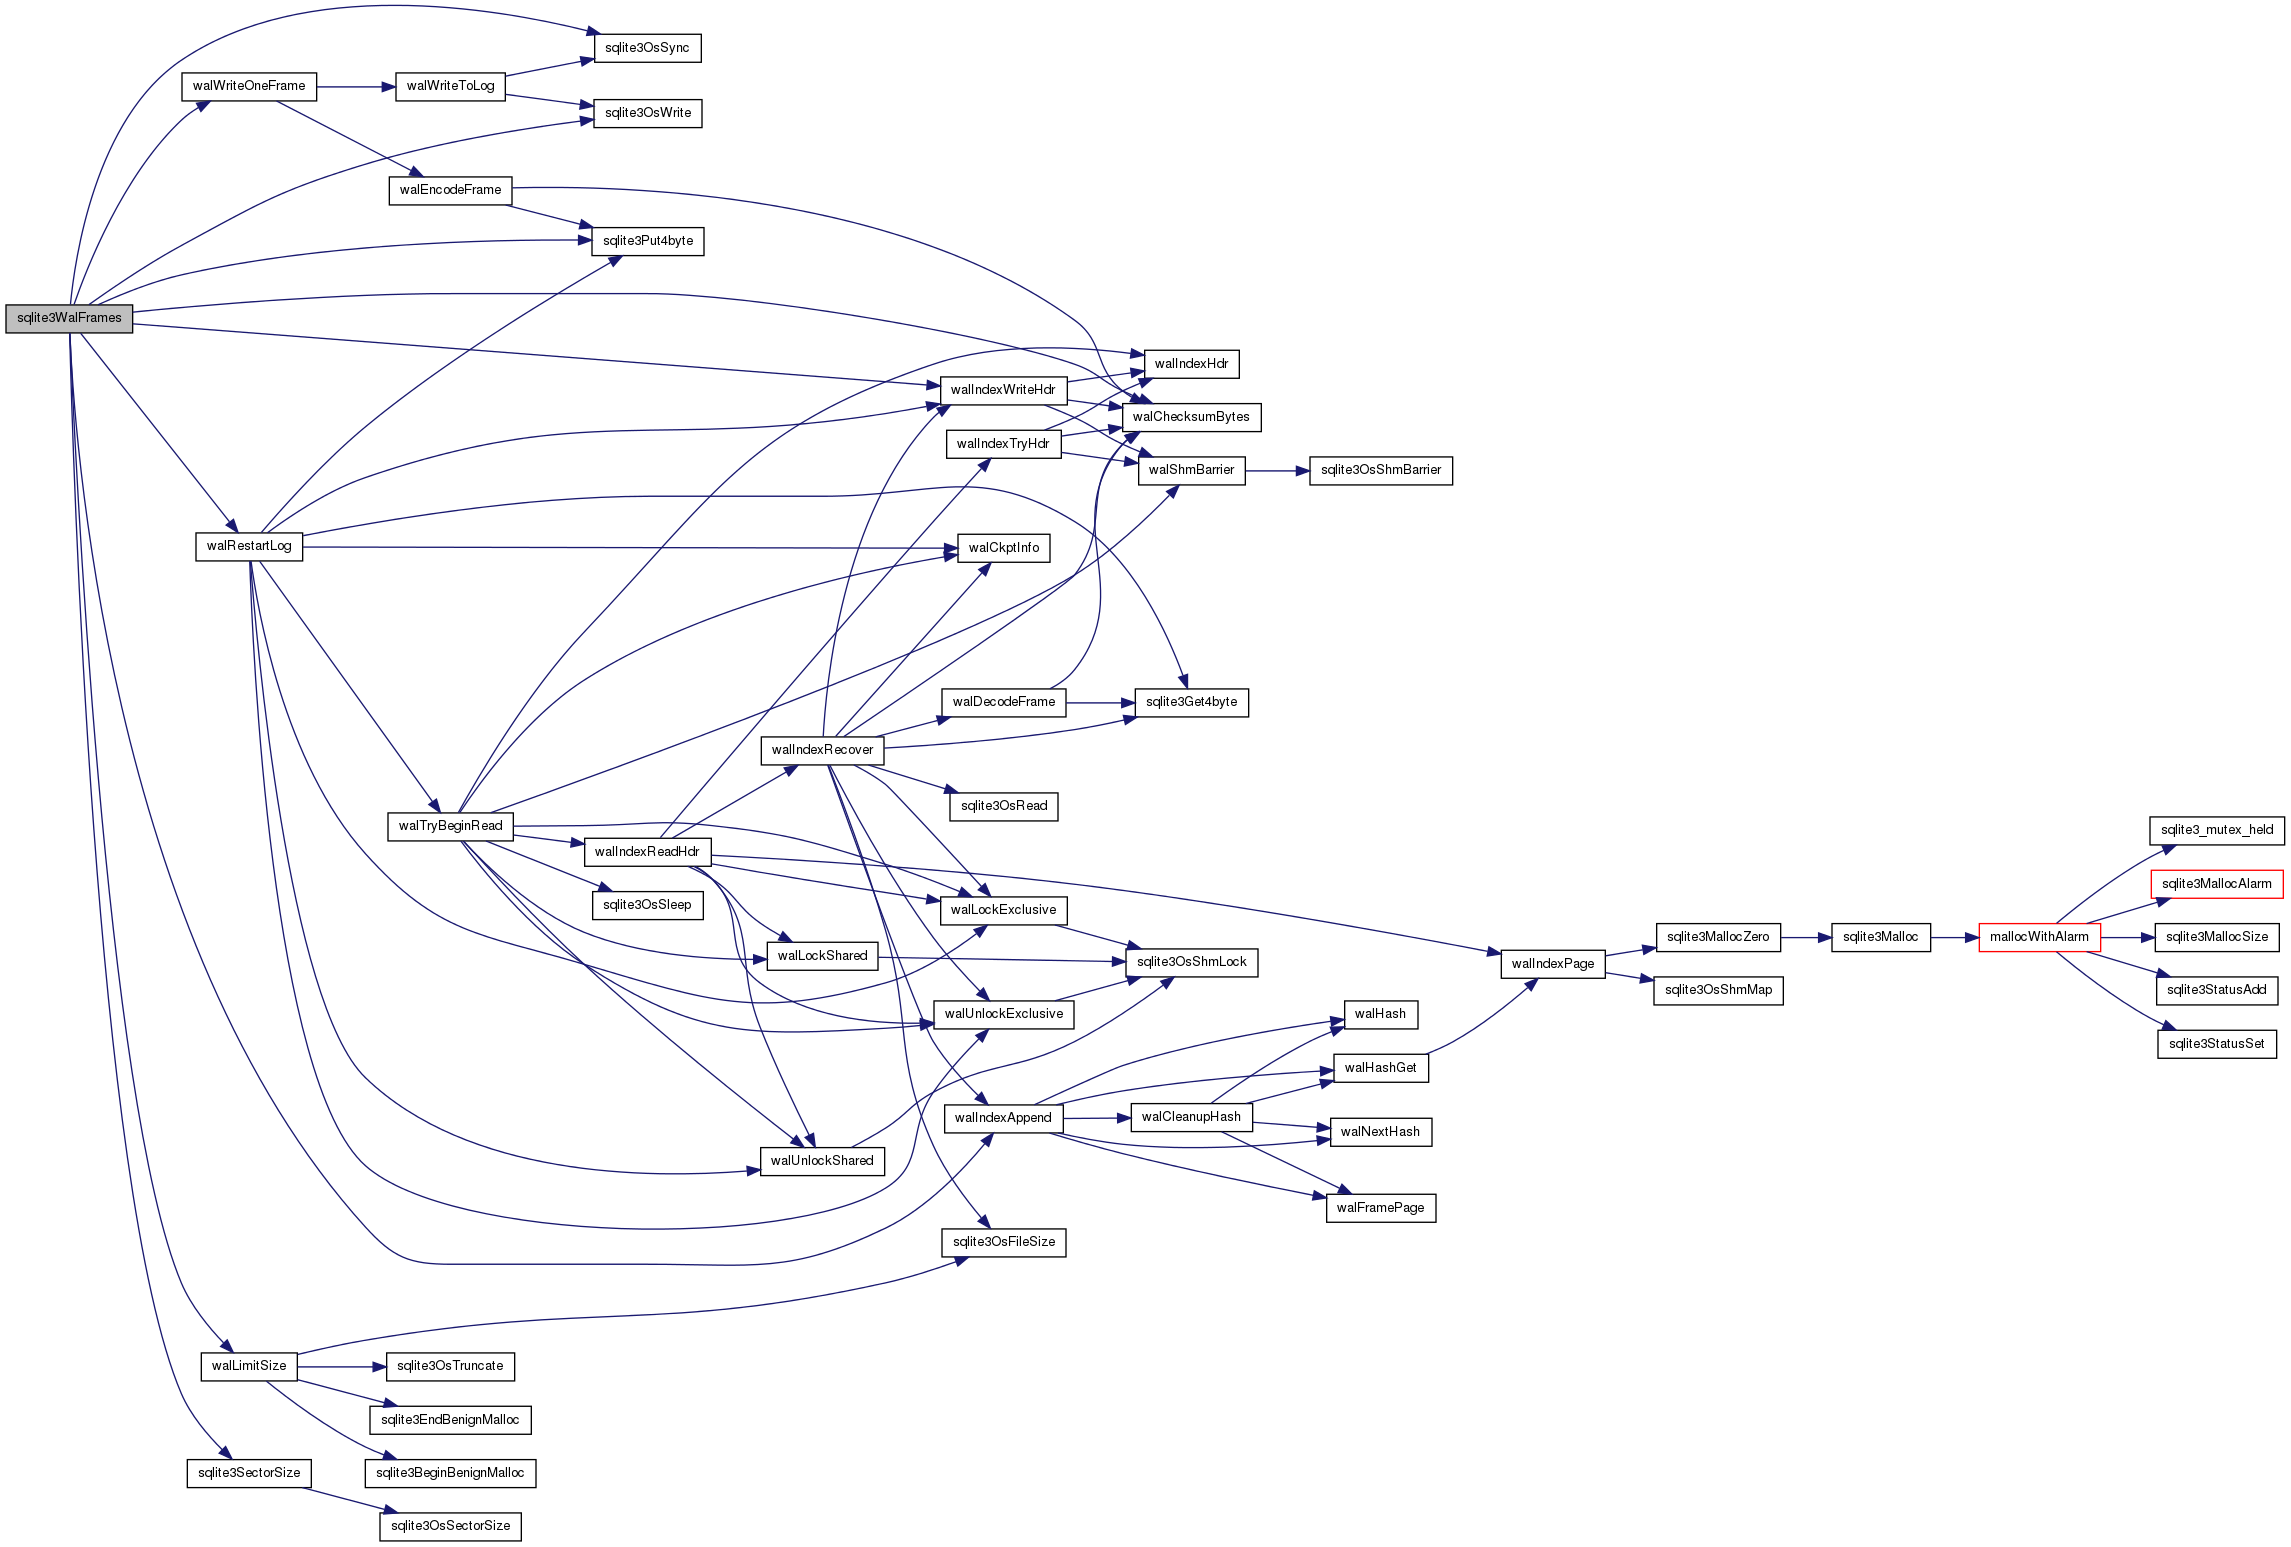 sqlite3WalFrames
sqlite3OsSync
walWriteOneFrame
walWriteToLog
sqlite3OsWrite
walEncodeFrame
sqlite3Put4byte
walIndexHdr
walIndexWriteHdr
walChecksumBytes
walIndexTryHdr
walShmBarrier
sqlite3OsShmBarrier
walRestartLog
walCkptInfo
walDecodeFrame
sqlite3Get4byte
walIndexRecover
sqlite3OsRead
walTryBeginRead
walIndexReadHdr
sqlite3OsSleep
walLockExclusive
walLockShared
sqlite3OsShmLock
walUnlockExclusive
walIndexPage
sqlite3MallocZero
sqlite3OsShmMap
sqlite3Malloc
mallocWithAlarm
sqlite3_mutex_held
sqlite3MallocAlarm
sqlite3MallocSize
sqlite3StatusAdd
sqlite3StatusSet
walHash
walHashGet
walIndexAppend
walCleanupHash
walNextHash
walUnlockShared
walFramePage
sqlite3OsFileSize
walLimitSize
sqlite3OsTruncate
sqlite3EndBenignMalloc
sqlite3BeginBenignMalloc
sqlite3SectorSize
sqlite3OsSectorSize